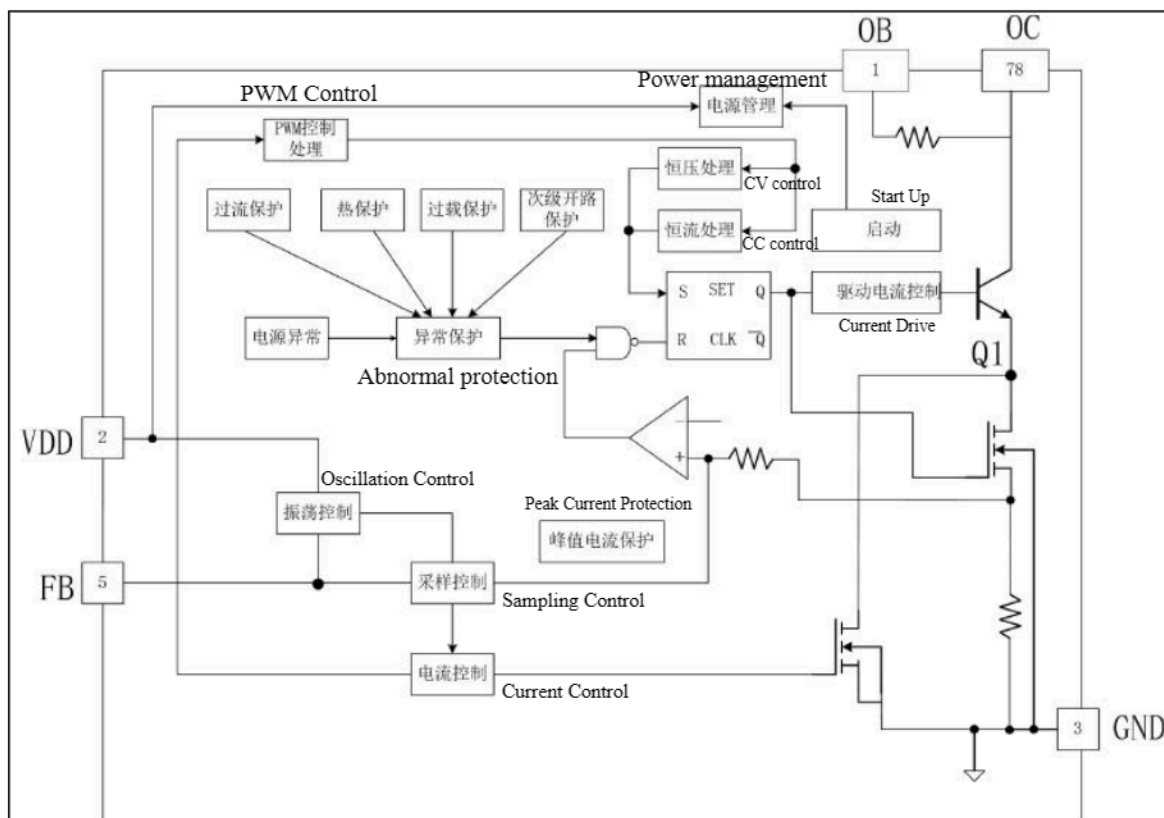 OB
OC
1
78
Power management
PWM Control
电源管理
PWM控制
处理
恒压处理
CV control
过流保护
热保护
过载保护
次级开路
保护
Start Up
恒流处理
CC control
启动
S
SET
Q
驱动电流控制
Current Drive
电源异常
异常保护
R
CLK
Q
Abnormal protection
Q1
-
+
VDD
2
Oscillation Control
振荡控制
Peak Current Protection
峰值电流保护
FB
5
采样控制
Sampling Control
电流控制
Current Control
3
GND